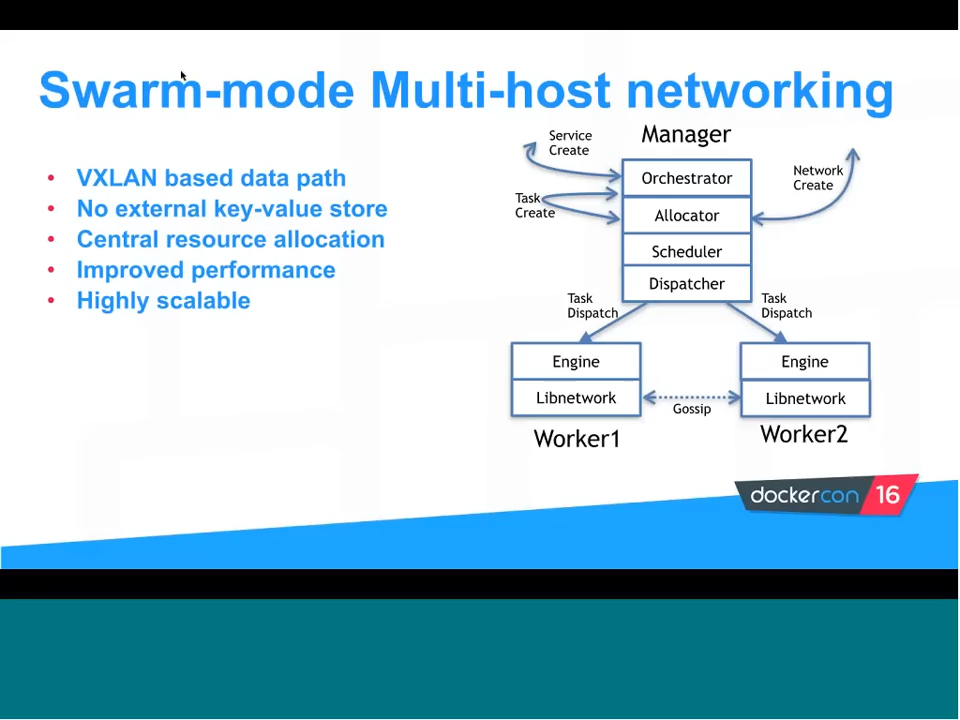 Swarm-mode Multi-host networking
• VXLAN based data path
• No external key-value store
• Central resource allocation
• Improved performance
• Highly scalable
Manager
Service
Create
Orchestrator
Network
Create
Task
Create
Allocator
Scheduler
Dispatcher
Task
Dispatch
Task
Dispatch
Engine
Libnetwork
Worker1
Gossip
Engine
Libnetwork
Worker2
dockercon 16